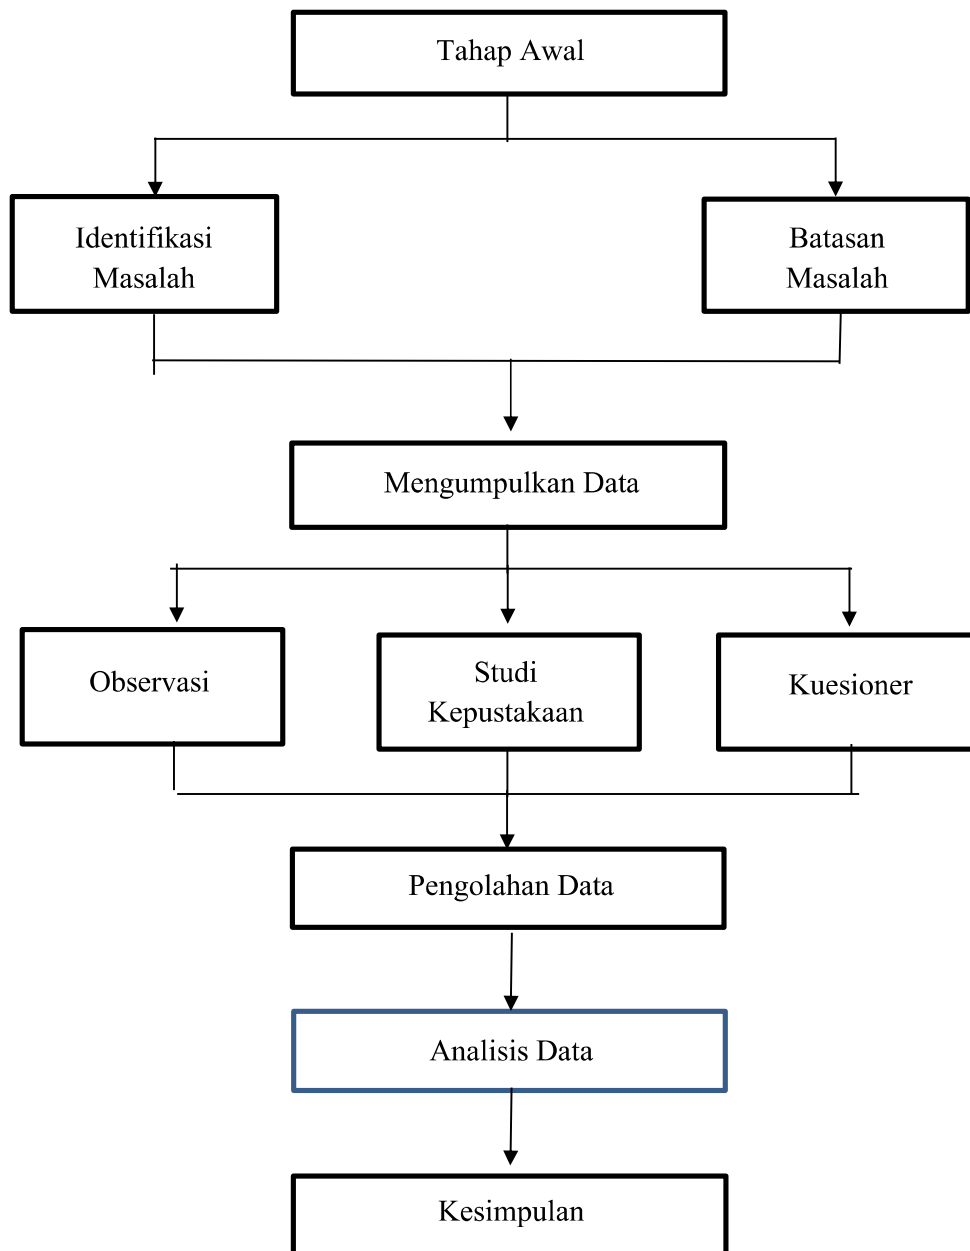 Tahap Awal
Identifikasi
Masalah
Batasan
Masalah
Mengumpulkan Data
Observasi
Studi
Kepustakaan
Kuesioner
Pengolahan Data
Analisis Data
Kesimpulan